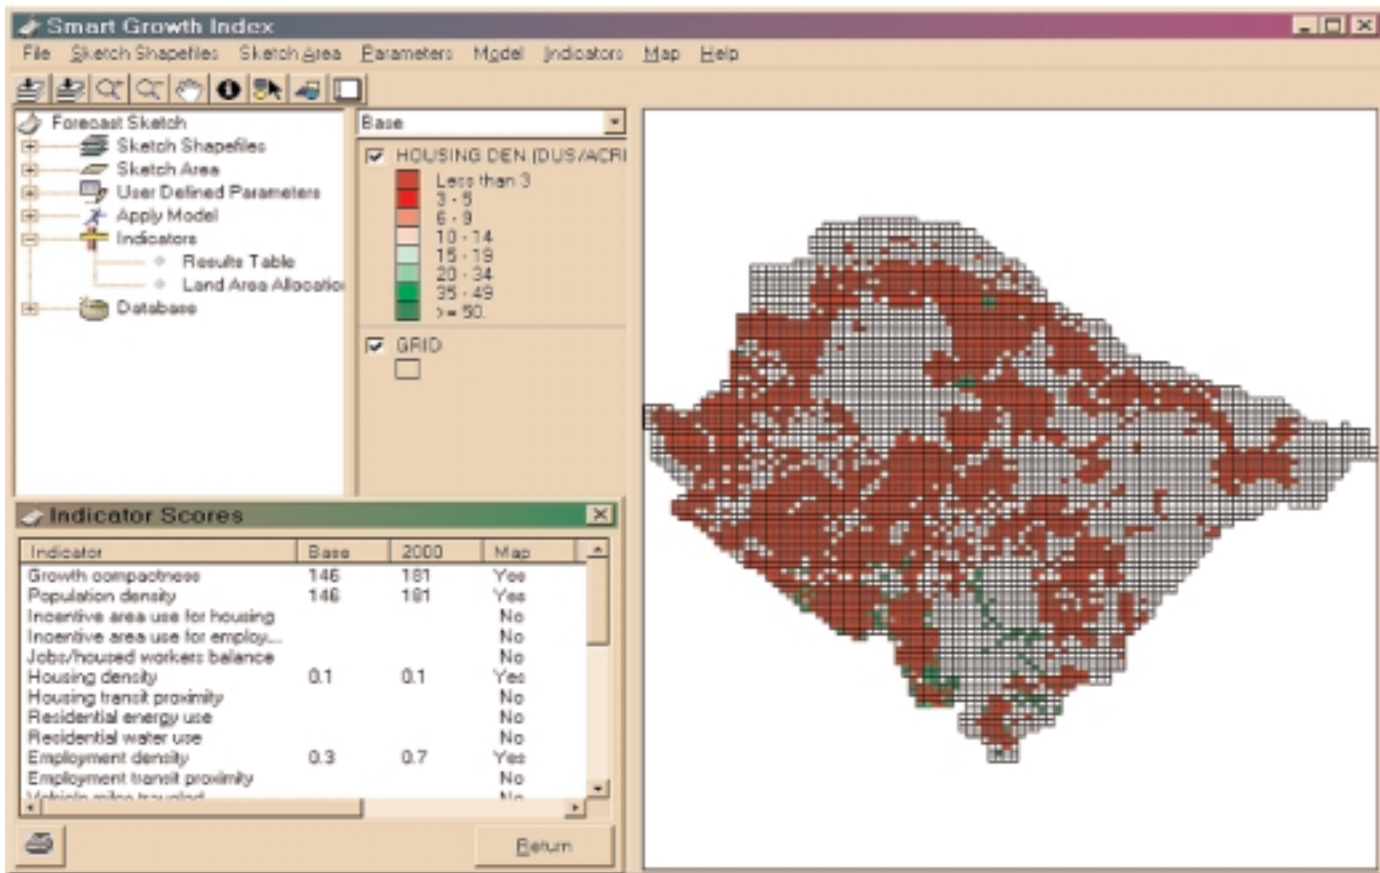 Smart Growth Index
File Sketch Shapefiles Sketch Area Parameters Model Indicators Map Help
Forecast Sketch
Sketch Shapefiles
Sketch Area
User Defined Parameters
Apply Model
Indicators
Results Table
Land Area Allocatio
Database
Base
HOUSING DEN (DUS/ACRI
Less than 3
3 - 5
6 - 9
10 - 14
15 - 19
20 - 34
35 - 49
>= 50.
GRID
Indicator Scores
Indicator Base 2000 Map
Growth compactness 146 181 Yes
Population density 146 181 Yes
Incentive area use for housing No
Incentive area use for employ.... No
Jobs/housed workers balance No
Housing density 0.1 0.1 Yes
Housing transit proximity No
Residential energy use No
Residential water use No
Employment density 0.3 0.7 Yes
Employment transit proximity No
Vehicle miles traveled No
Return